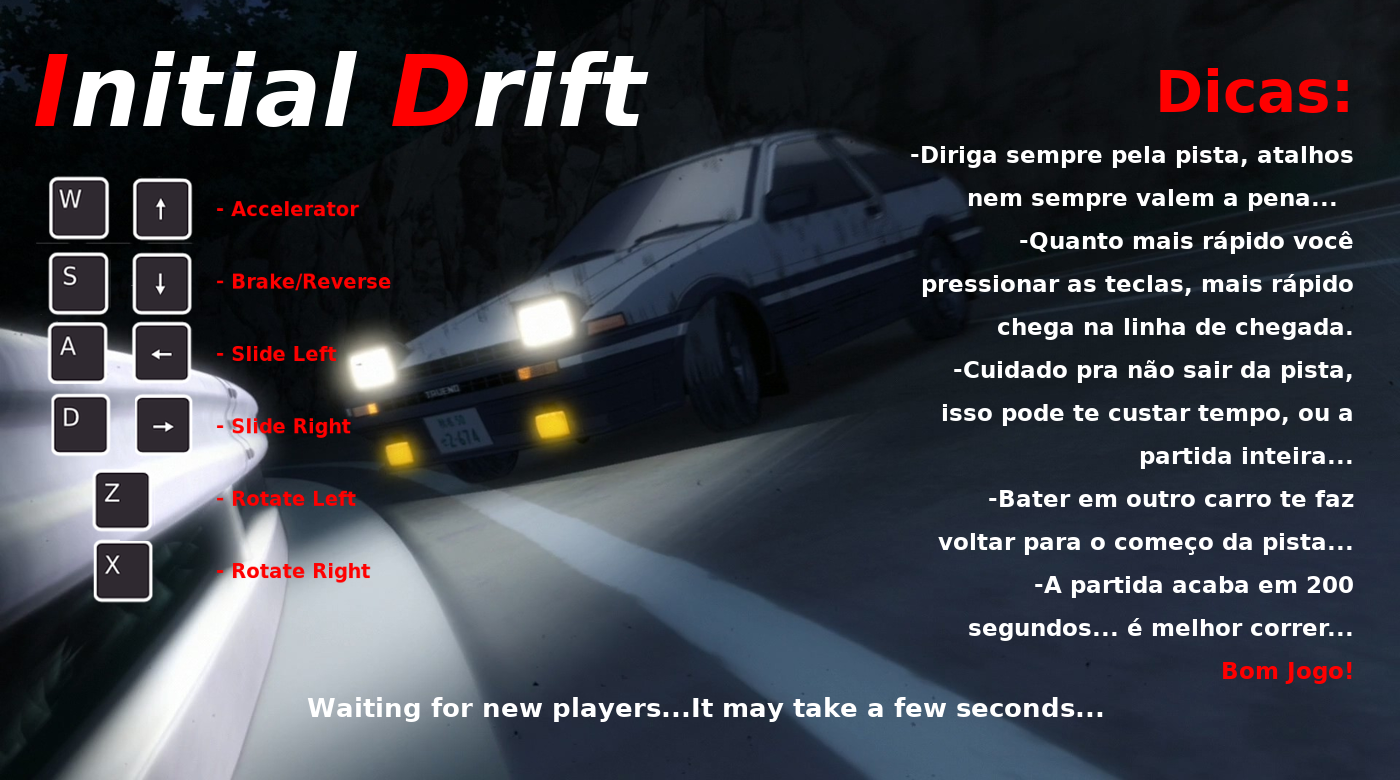 Initial Drift
W ↑ - Accelerator
S ↓ - Brake/Reverse
A ← - Slide Left
D → - Slide Right
Z - Rotate Left
X - Rotate Right
Dicas:
-Diriga sempre pela pista, atalhos
nem sempre valem a pena...
-Quanto mais rápido você
pressionar as teclas, mais rápido
chega na linha de chegada.
-Cuidado pra não sair da pista,
isso pode te custar tempo, ou a
partida inteira...
-Bater em outro carro te faz
voltar para o começo da pista...
-A partida acaba em 200
segundos... é melhor correr...
Bom Jogo!
TRUENO
Waiting for new players...It may take a few seconds...